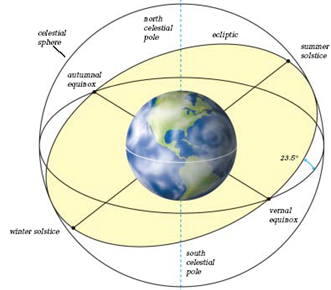 north
celestial
pole
celestial
sphere
ecliptic
summer
solstice
autumnal
equinox
23.5°
vernal
equinox
winter solstice
south
celestial
pole